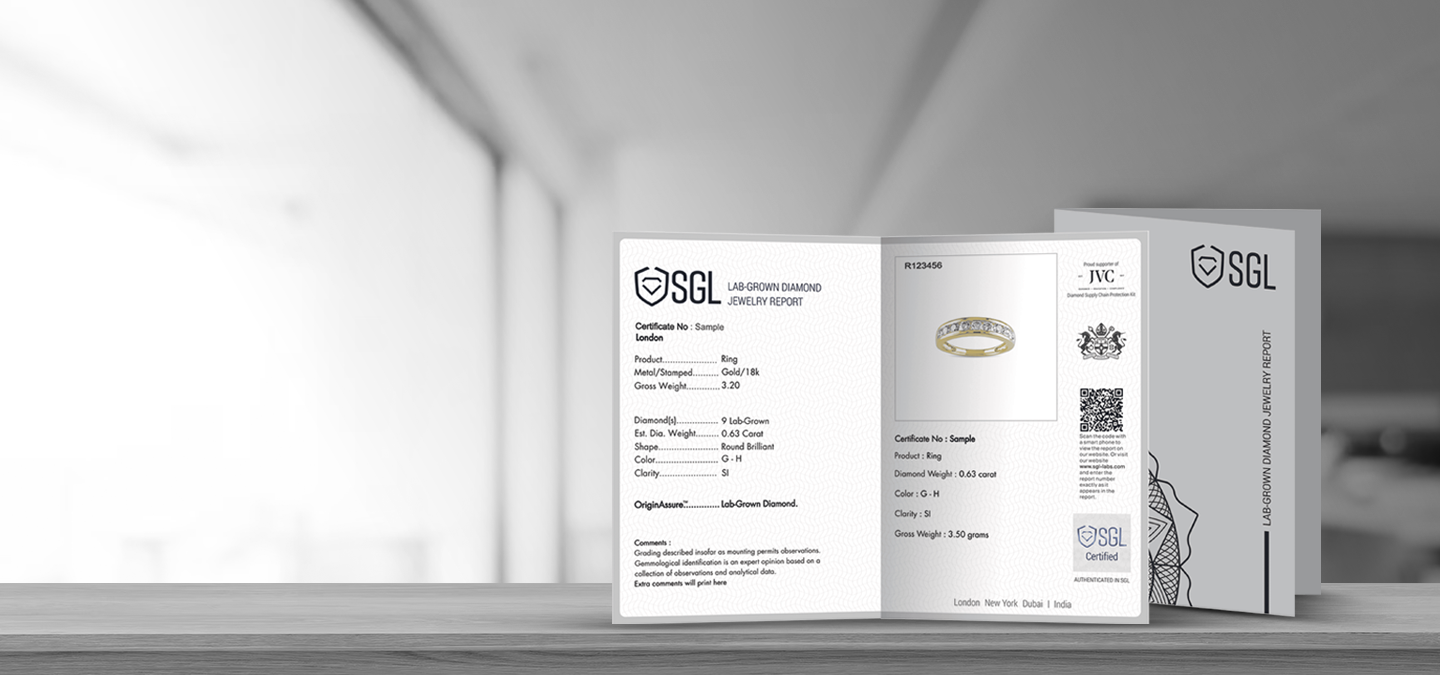 SGL LAB-GROWN DIAMOND
JEWELRY REPORT
Certificate No : Sample
London
Product..................... Ring
Metal/Stamped.......... Gold/18k
Gross Weight............. 3.20
Diamond(s)................ 9 Lab-Grown
Est. Dia. Weight......... 0.63 Carat
Shape........................ Round Brilliant
Color......................... G - H
Clarity........................ SI
OriginAssure™............. Lab-Grown Diamond.
Comments :
Grading described insofar as mounting permits observations.
Gemmological identification is an expert opinion based on a
collection of observations and analytical data.
Extra comments will print here
R123456
Certificate No : Sample
Product : Ring
Diamond Weight : 0.63 carat
Color : G - H
Clarity : SI
Gross Weight : 3.50 grams
London New York Dubai | India
Proud supporter of
JVC
Diamond Supply Chain Protection Kit
Scan the code with
a smart phone to
view the report on
our website. Or visit
our website
www.sgl-labs.com
and enter the
report number
exactly as it
appears in the
report.
SGL
Certified
AUTHENTICATED IN SGL
SGL
LAB-GROWN DIAMOND JEWELRY REPORT